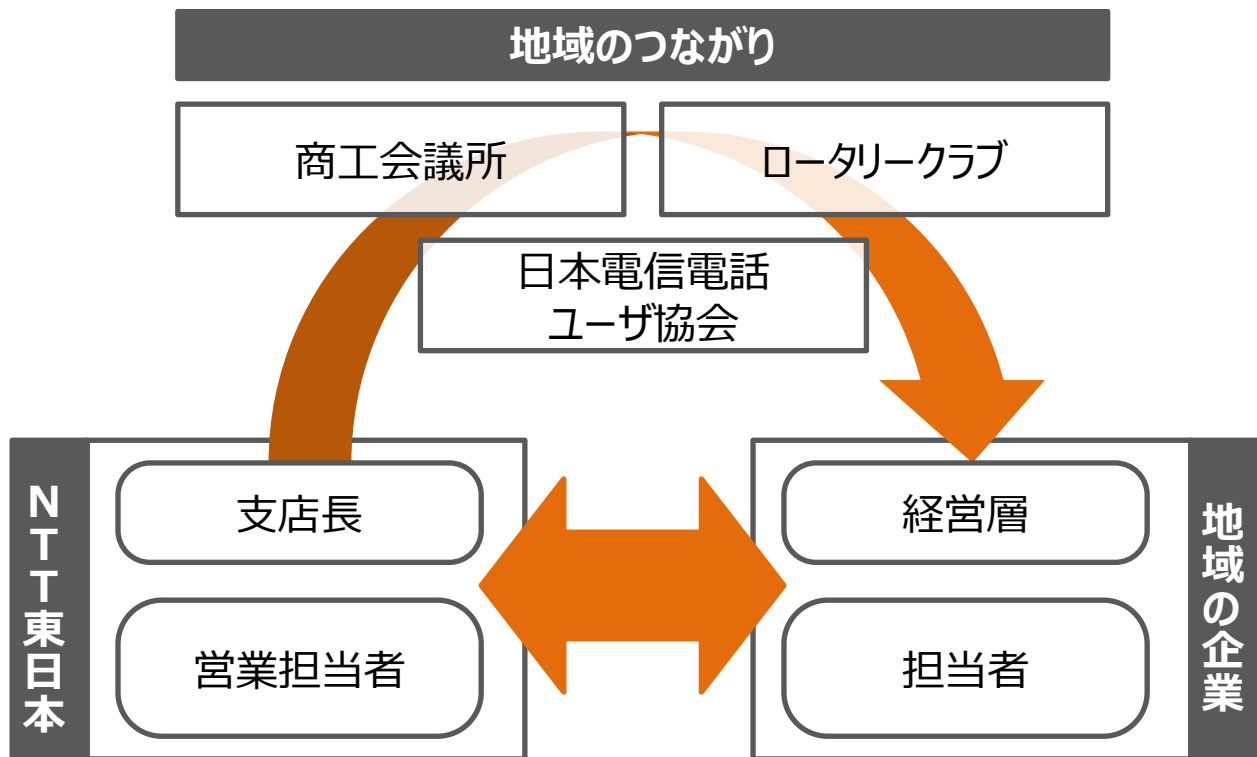 地域のつながり
商工会議所
ロータリークラブ
日本電信電話
ユーザ協会
NTT東日本
支店長
営業担当者
経営層
担当者
地域の企業